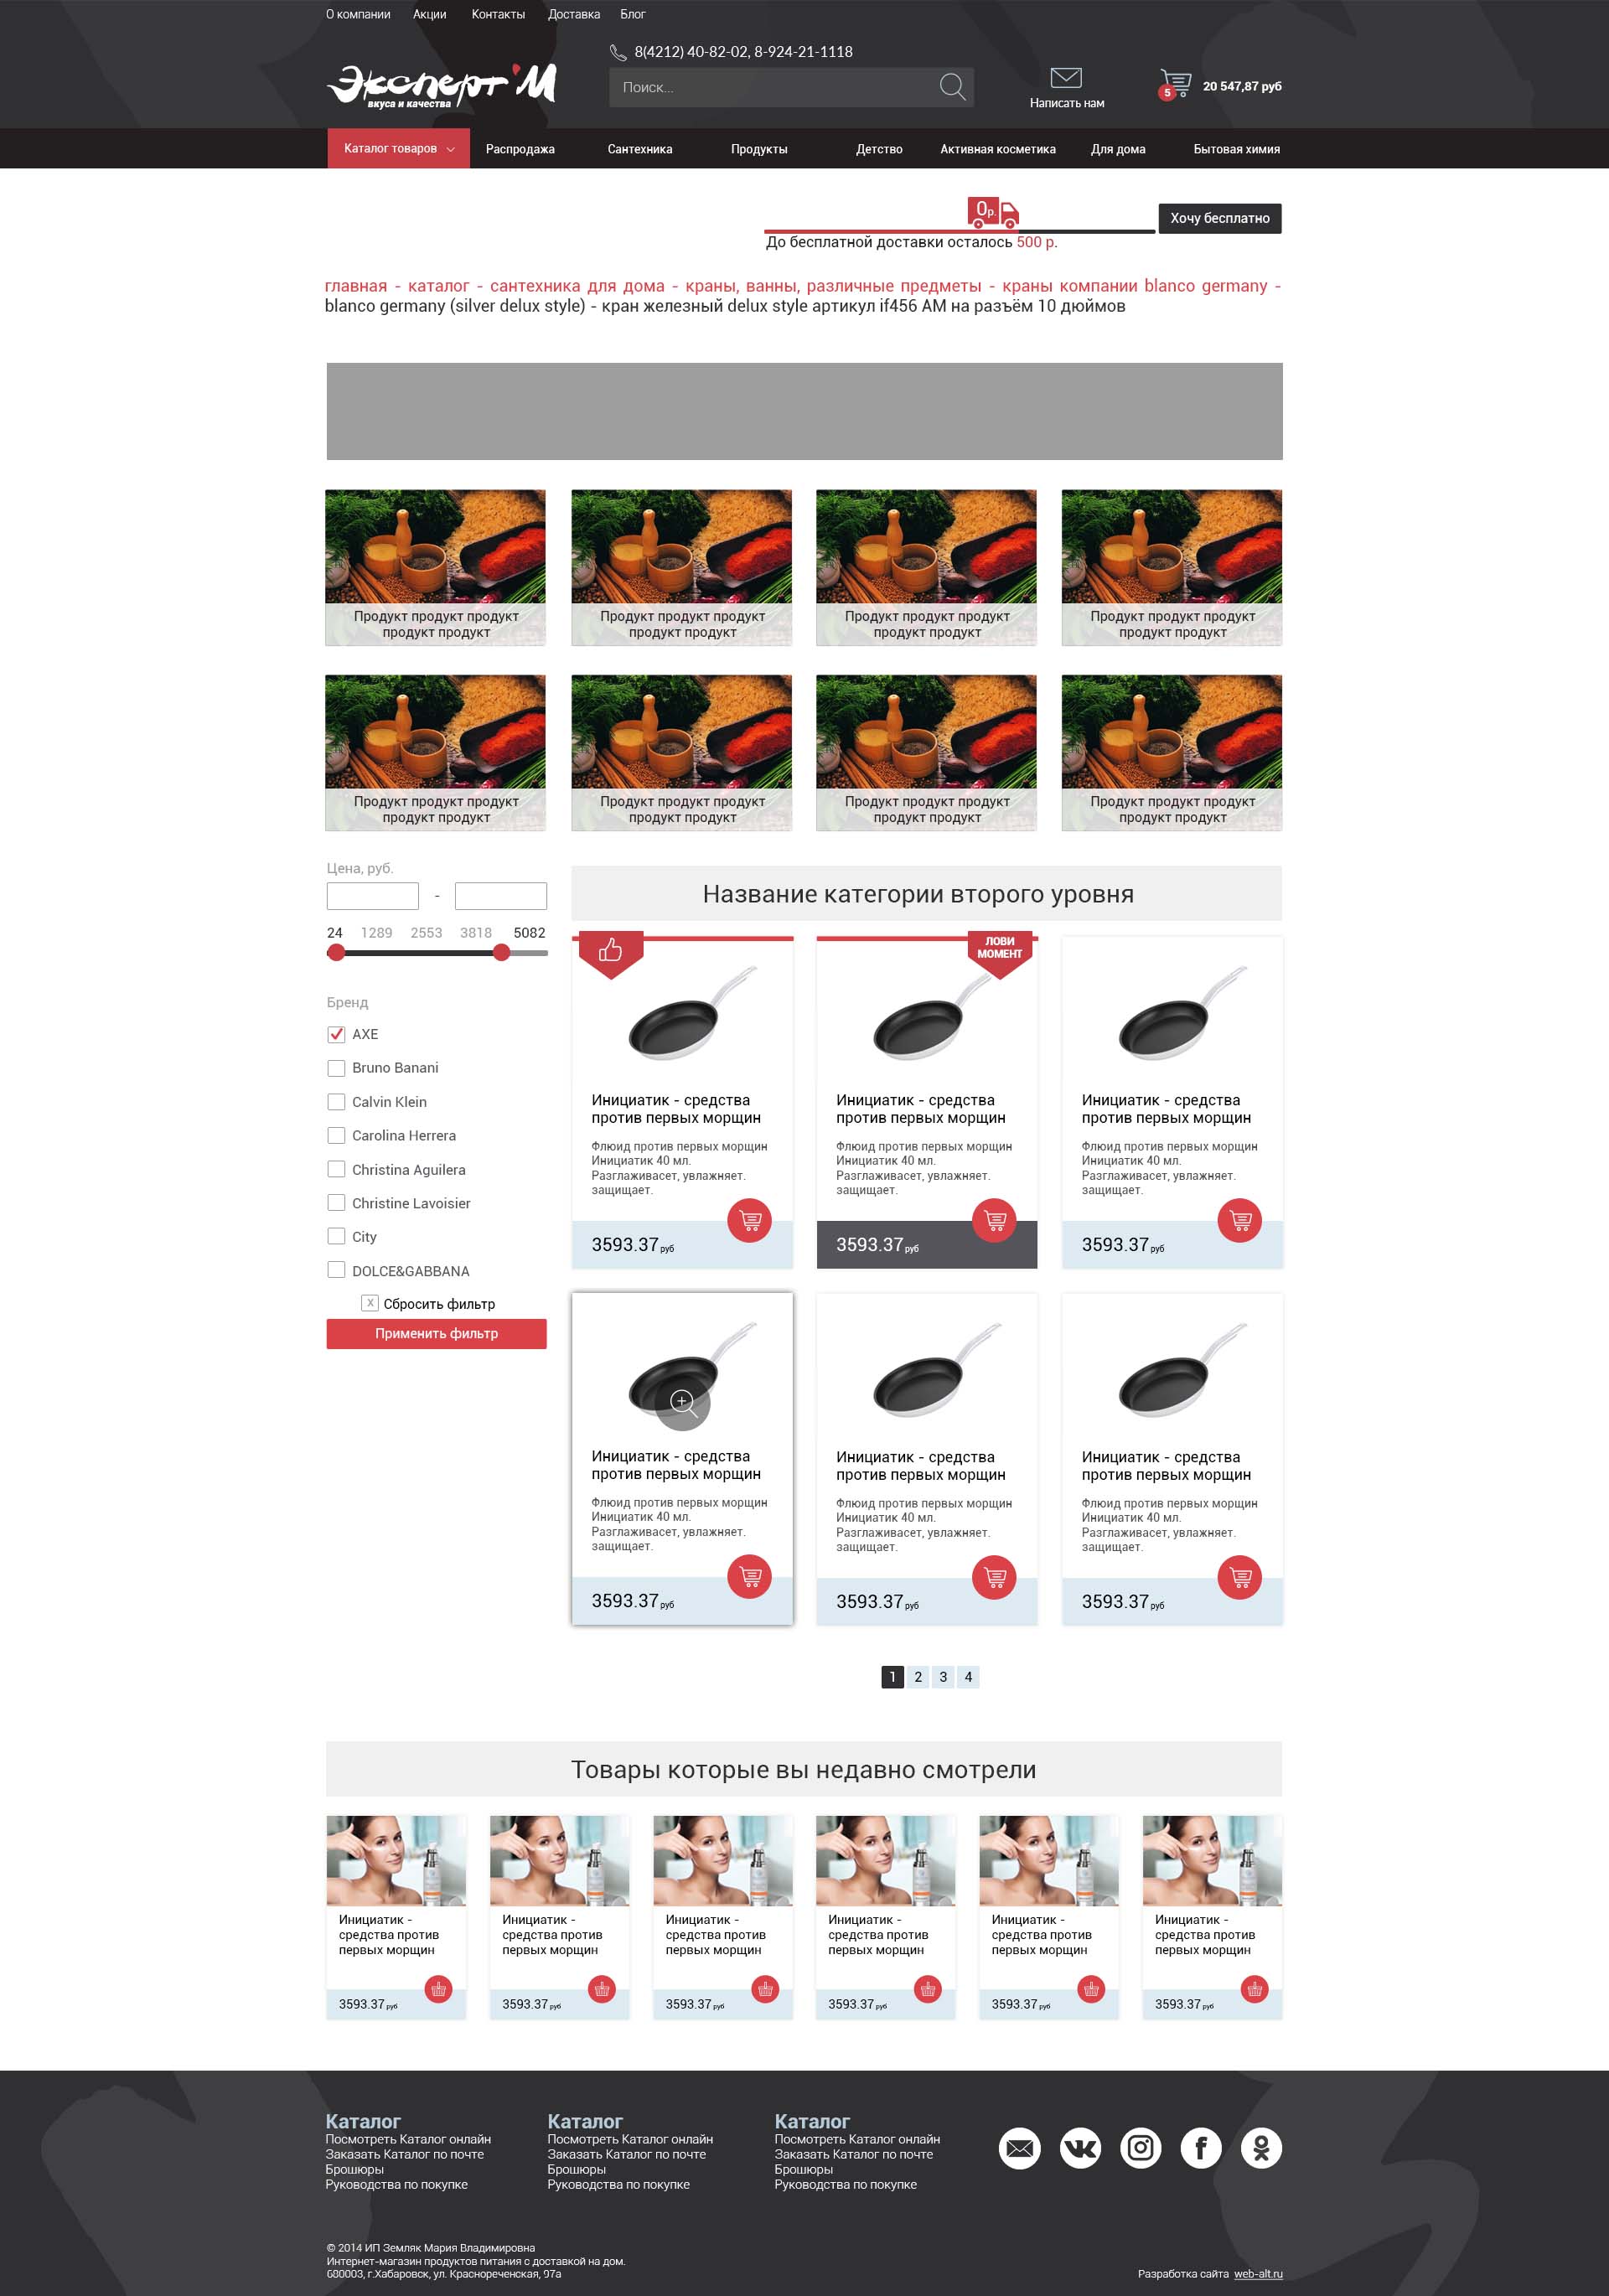 О компании Акции Контакты Доставка Блог
8(4212) 40-82-02, 8-924-21-1118
Эксперт'М
вкуса и качества
Поиск...
Написать нам
5
20 547,87 руб
Каталог товаров Распродажа Сантехника Продукты Детство Активная косметика Для дома Бытовая химия
0р.
Хочу бесплатно
До бесплатной доставки осталось 500 р.
главная - каталог - сантехника для дома - краны, ванны, различные предметы - краны компании blanco germany -
blanco germany (silver delux style) - кран железный delux style артикул if456 AM на разъём 10 дюймов
Продукт продукт продукт
продукт продукт
Продукт продукт продукт
продукт продукт
Продукт продукт продукт
продукт продукт
Продукт продукт продукт
продукт продукт
Продукт продукт продукт
продукт продукт
Продукт продукт продукт
продукт продукт
Продукт продукт продукт
продукт продукт
Продукт продукт продукт
продукт продукт
Цена, руб.
-
24 1289 2553 3818 5082
Бренд
AXE
Bruno Banani
Calvin Klein
Carolina Herrera
Christina Aguilera
Christine Lavoisier
City
DOLCE&GABBANA
X Сбросить фильтр
Применить фильтр
Название категории второго уровня
Инициатик - средства
против первых морщин
Флюид против первых морщин
Инициатик 40 мл.
Разглаживасет, увлажняет.
защищает.
3593.37 руб
ЛОВИ
МОМЕНТ
Инициатик - средства
против первых морщин
Флюид против первых морщин
Инициатик 40 мл.
Разглаживасет, увлажняет.
защищает.
3593.37 руб
Инициатик - средства
против первых морщин
Флюид против первых морщин
Инициатик 40 мл.
Разглаживасет, увлажняет.
защищает.
3593.37 руб
Инициатик - средства
против первых морщин
Флюид против первых морщин
Инициатик 40 мл.
Разглаживасет, увлажняет.
защищает.
3593.37 руб
Инициатик - средства
против первых морщин
Флюид против первых морщин
Инициатик 40 мл.
Разглаживасет, увлажняет.
защищает.
3593.37 руб
Инициатик - средства
против первых морщин
Флюид против первых морщин
Инициатик 40 мл.
Разглаживасет, увлажняет.
защищает.
3593.37 руб
1 2 3 4
Товары которые вы недавно смотрели
Инициатик -
средства против
первых морщин
3593.37 руб
Инициатик -
средства против
первых морщин
3593.37 руб
Инициатик -
средства против
первых морщин
3593.37 руб
Инициатик -
средства против
первых морщин
3593.37 руб
Инициатик -
средства против
первых морщин
3593.37 руб
Инициатик -
средства против
первых морщин
3593.37 руб
Каталог
Посмотреть Каталог онлайн
Заказать Каталог по почте
Брошюры
Руководства по покупке
Каталог
Посмотреть Каталог онлайн
Заказать Каталог по почте
Брошюры
Руководства по покупке
Каталог
Посмотреть Каталог онлайн
Заказать Каталог по почте
Брошюры
Руководства по покупке
© 2014 ИП Земляк Мария Владимировна
Интернет-магазин продуктов питания с доставкой на дом.
680003, г.Хабаровск, ул. Краснореченская, 97а
Разработка сайта web-alt.ru